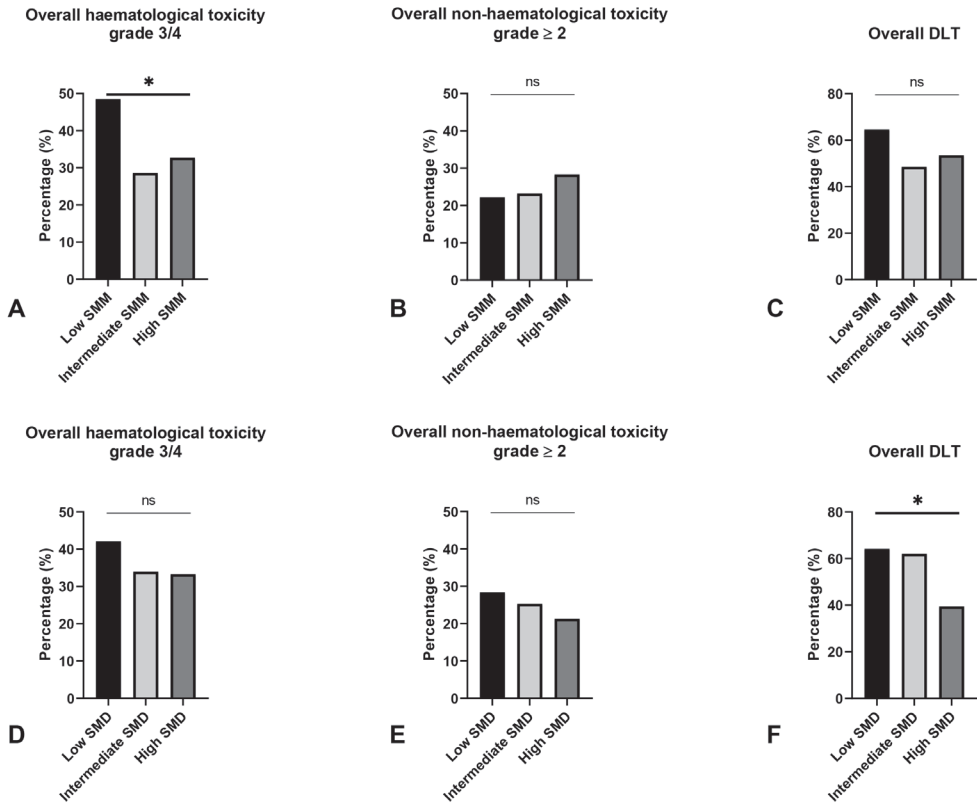 Overall haematological toxicity
grade 3/4
*
Percentage (%)
50
40
30
20
10
0
Low SMM
Intermediate SMM
High SMM
A
Overall non-haematological toxicity
grade ≥ 2
ns
Percentage (%)
50
40
30
20
10
0
Low SMM
Intermediate SMM
High SMM
B
Overall DLT
ns
Percentage (%)
80
60
40
20
0
Low SMM
Intermediate SMM
High SMM
C
Overall haematological toxicity
grade 3/4
ns
Percentage (%)
50
40
30
20
10
0
Low SMD
Intermediate SMD
High SMD
D
Overall non-haematological toxicity
grade ≥ 2
ns
Percentage (%)
50
40
30
20
10
0
Low SMD
Intermediate SMD
High SMD
E
Overall DLT
*
Percentage (%)
80
60
40
20
0
Low SMD
Intermediate SMD
High SMD
F